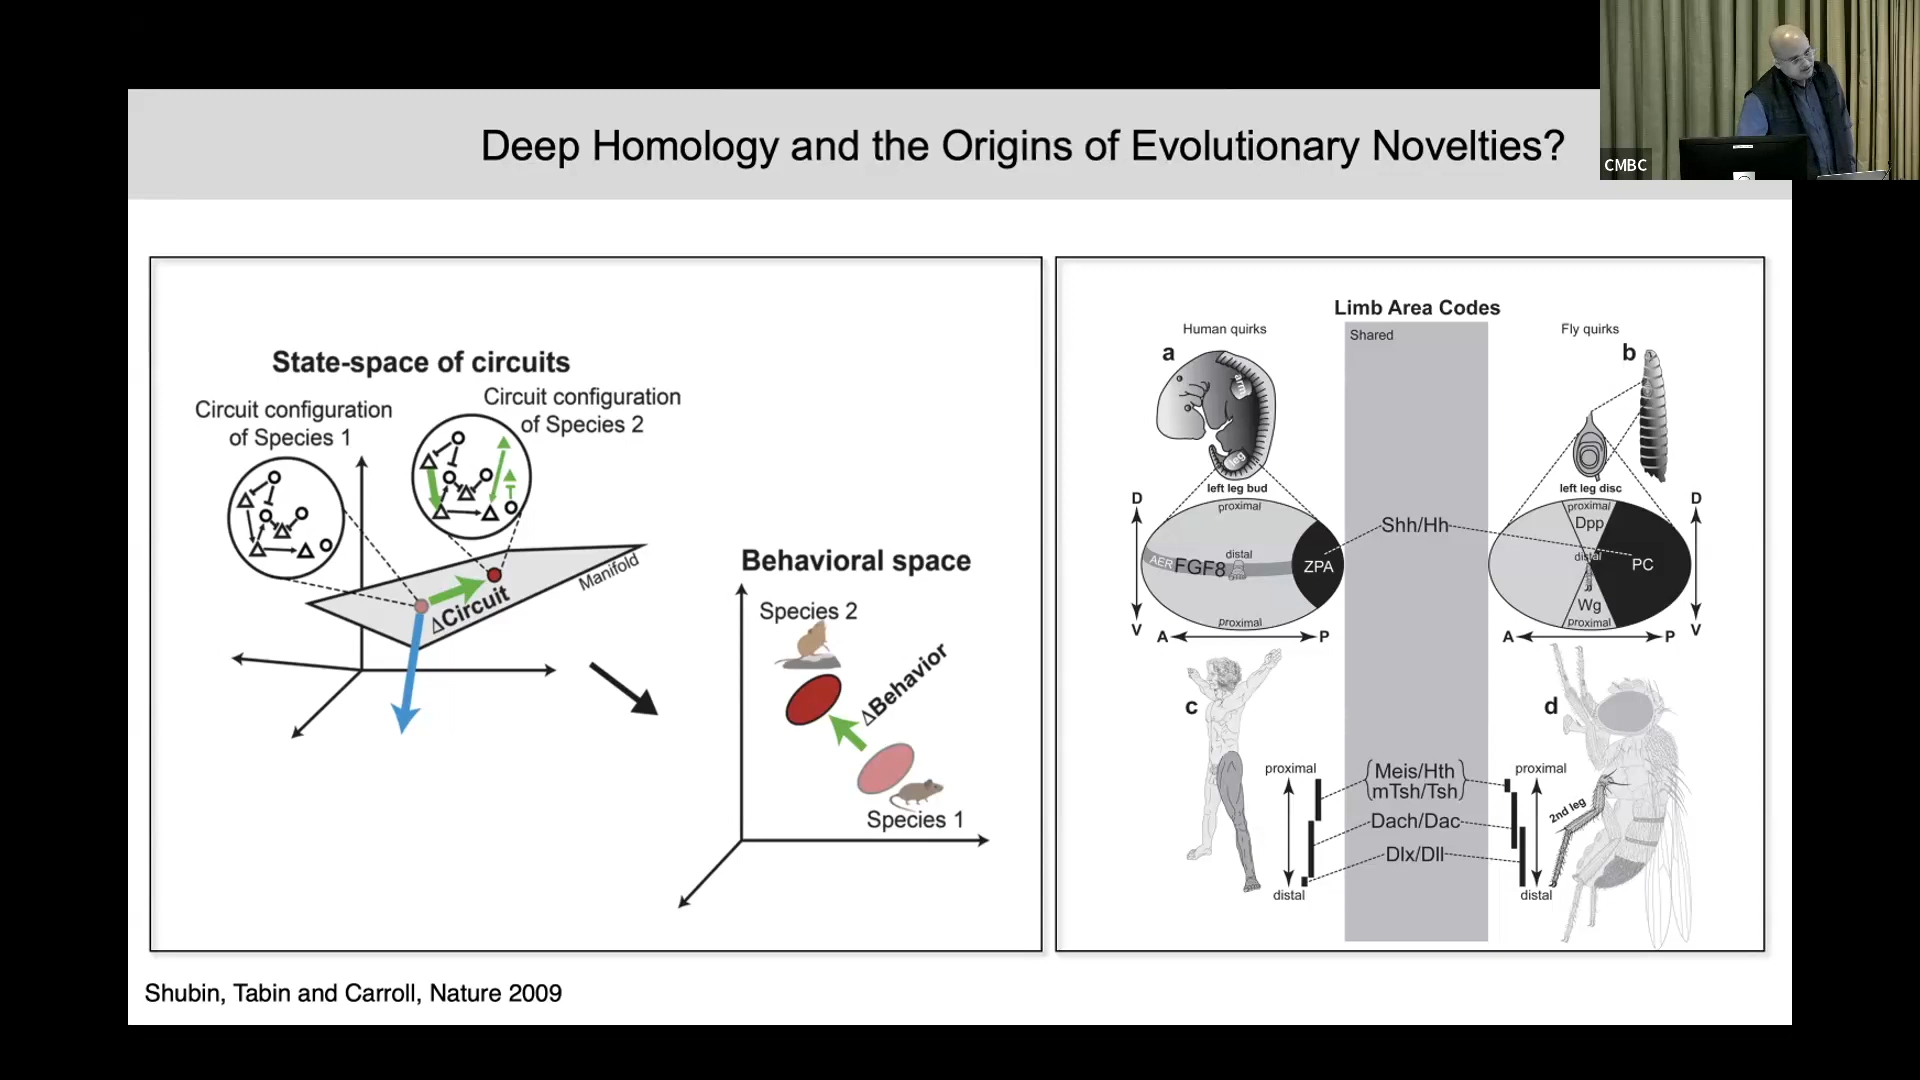 Deep Homology and the Origins of Evolutionary Novelties?
CMBC
State-space of circuits
Circuit configuration
of Species 1
Circuit configuration
of Species 2
Manifold
ΔCircuit
Behavioral space
Species 2
ΔBehavior
Species 1
Limb Area Codes
Human quirks
Shared
Fly quirks
a
b
arm
leg
left leg bud
left leg disc
D
V
A
P
proximal
AER
FGF8
distal
ZPA
proximal
Shh/Hh
proximal
Dpp
distal
PC
Wg
proximal
D
V
A
P
c
d
proximal
distal
Meis/Hth
mTsh/Tsh
Dach/Dac
Dlx/Dll
proximal
distal
2nd leg
Shubin, Tabin and Carroll, Nature 2009